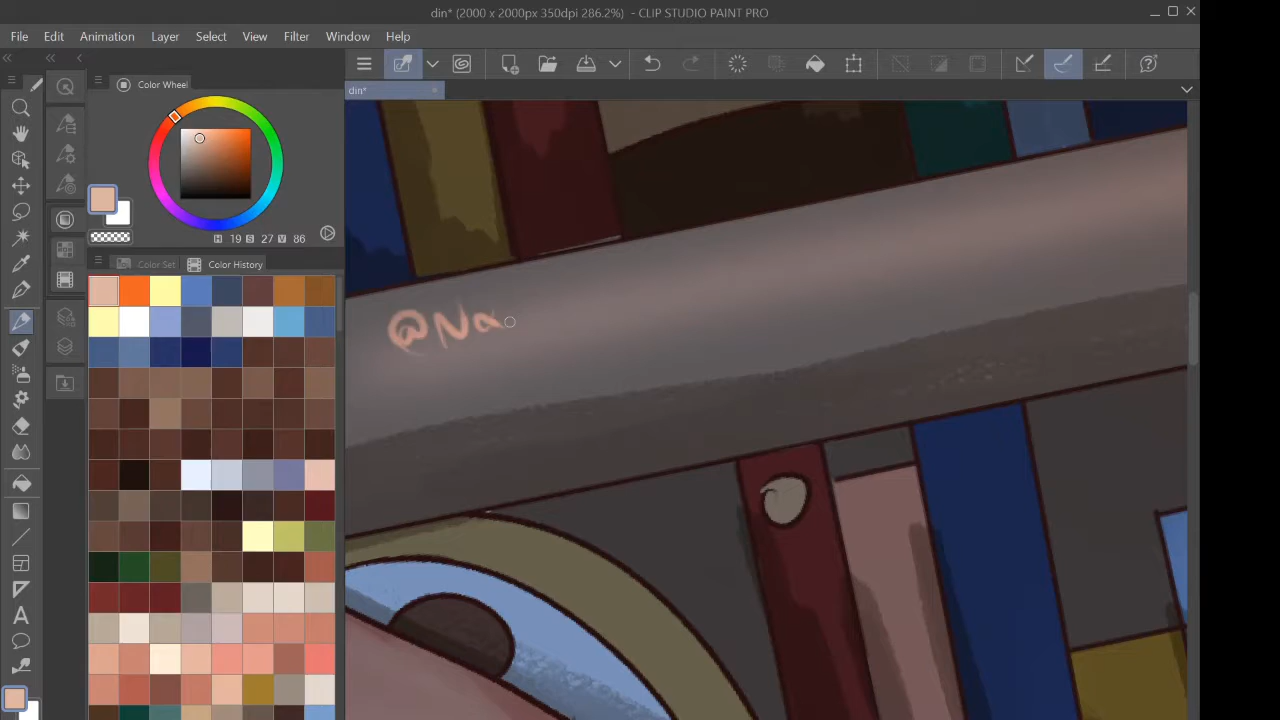 din* (2000 x 2000px 350dpi 286.2%) - CLIP STUDIO PAINT PRO
File Edit Animation Layer Select View Filter Window Help
din*
Color Wheel
H 19 S 27 V 86
Color Set Color History
@Na